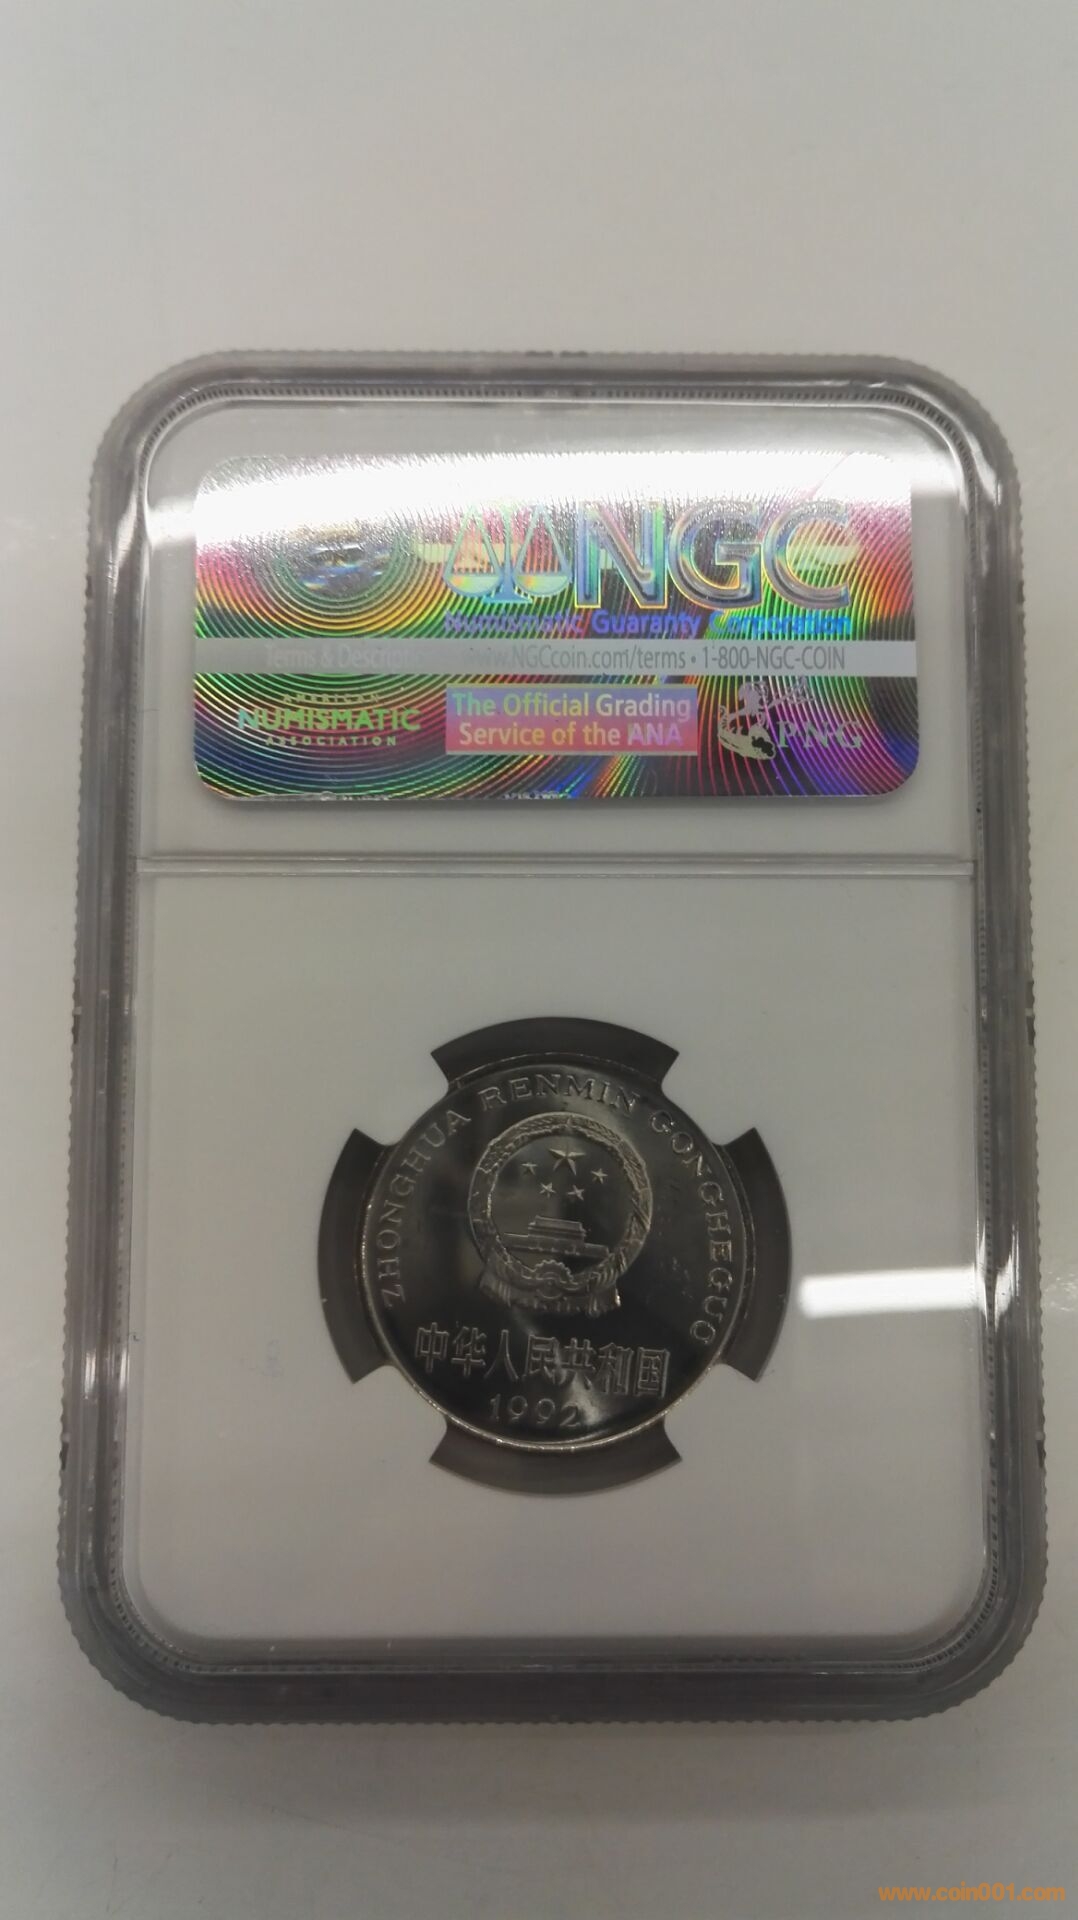 NGC
Numismatic Guaranty Corporation
Terms & www.NGCcoin.com/terms • 1-800-NGC-COIN
AMERICAN
NUMISMATIC
ASSOCIATION
The Official Grading
Service of the ANA
PNG
ZHONGHUA RENMIN GONGHEGUO
中华人民共和国
1992
www.coin001.com